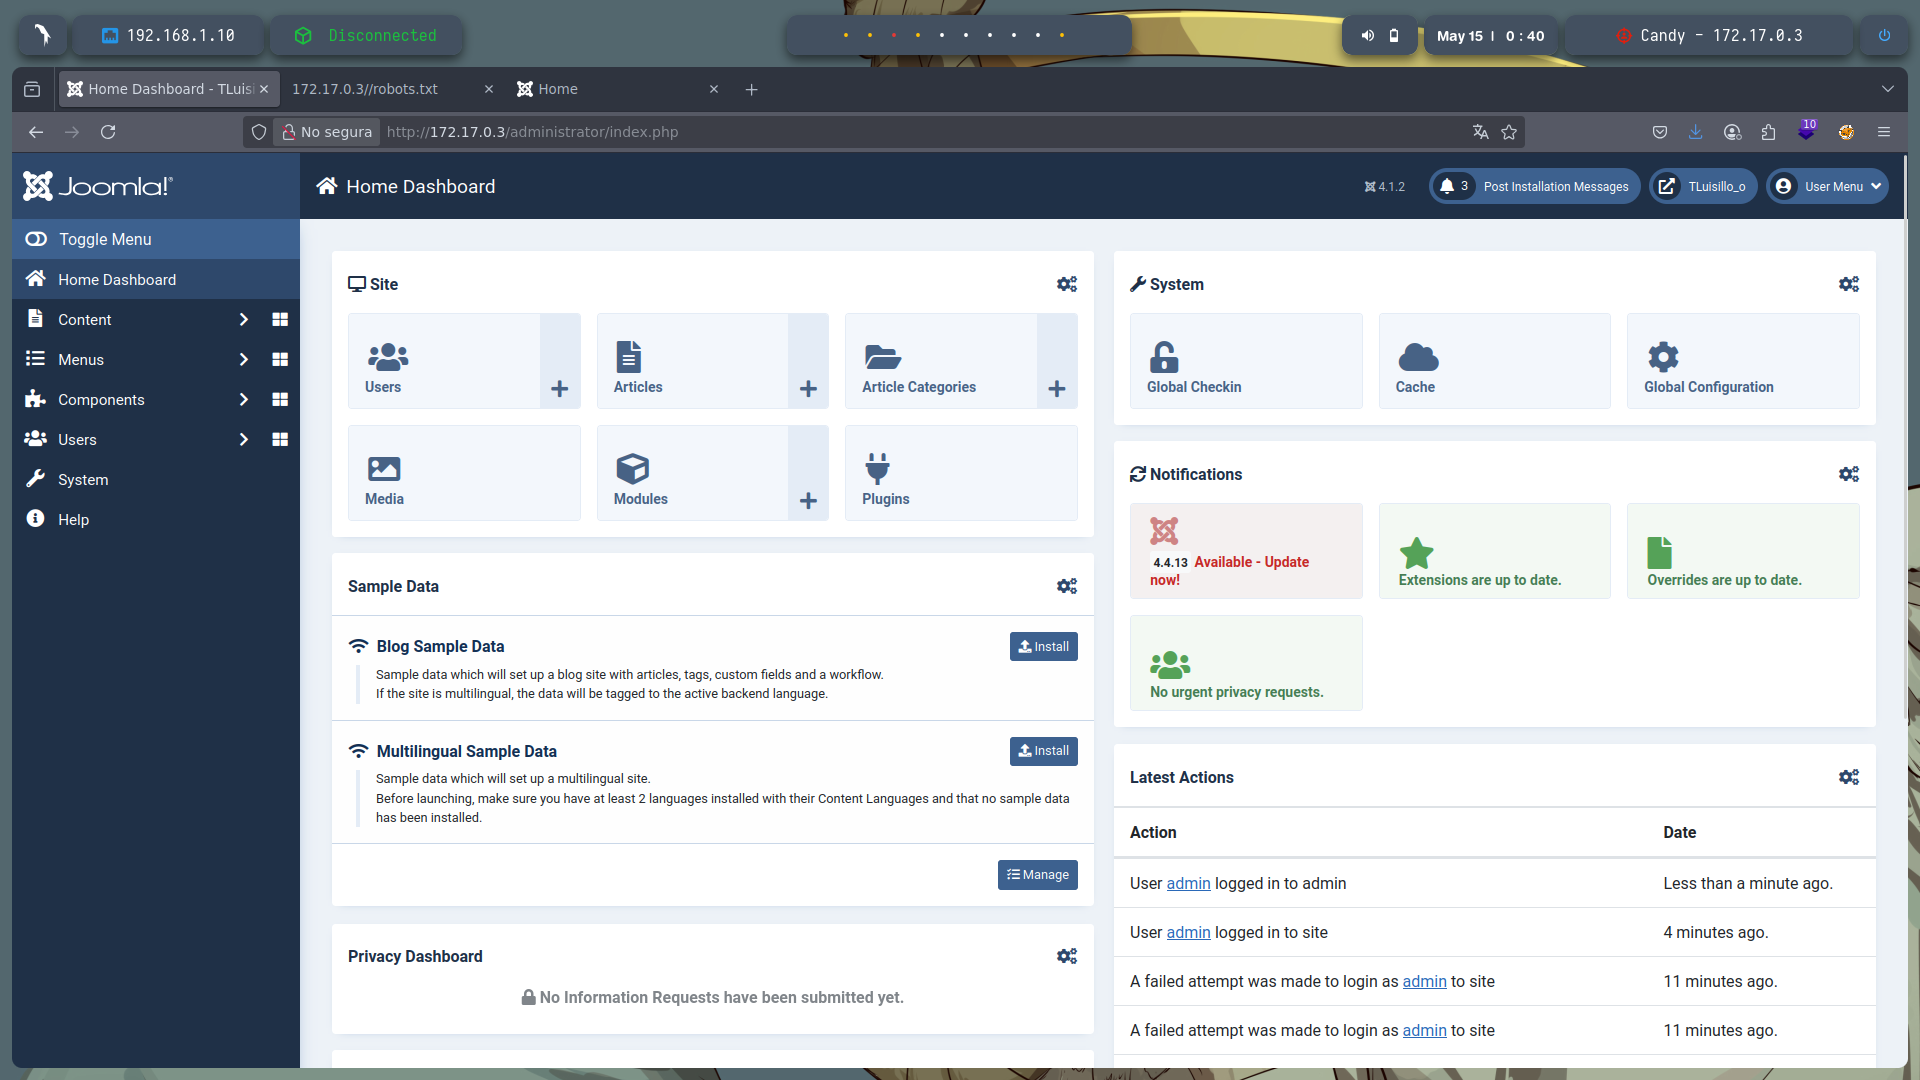 192.168.1.10
Disconnected
May 15 | 0 : 40
Candy - 172.17.0.3
Home Dashboard - TLuisi
172.17.0.3//robots.txt
Home
No segura
http://172.17.0.3/administrator/index.php
10
Joomla!®
Home Dashboard
4.1.2
3
Post Installation Messages
TLuisillo_o
User Menu
Toggle Menu
Home Dashboard
Content
Menus
Components
Users
System
Help
Site
Users
Articles
Article Categories
Media
Modules
Plugins
Sample Data
Blog Sample Data
Install
Sample data which will set up a blog site with articles, tags, custom fields and a workflow.
If the site is multilingual, the data will be tagged to the active backend language.
Multilingual Sample Data
Install
Sample data which will set up a multilingual site.
Before launching, make sure you have at least 2 languages installed with their Content Languages and that no sample data
has been installed.
Manage
Privacy Dashboard
No Information Requests have been submitted yet.
System
Global Checkin
Cache
Global Configuration
Notifications
4.4.13 Available - Update
now!
Extensions are up to date.
Overrides are up to date.
No urgent privacy requests.
Latest Actions
Action
Date
User admin logged in to admin
Less than a minute ago.
User admin logged in to site
4 minutes ago.
A failed attempt was made to login as admin to site
11 minutes ago.
A failed attempt was made to login as admin to site
11 minutes ago.